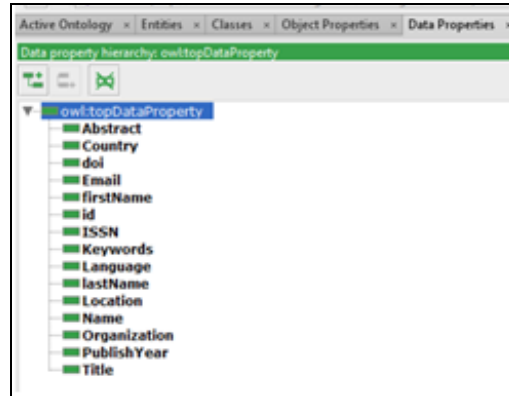 Active Ontology × Entities × Classes × Object Properties × Data Properties ×
Data property hierarchy: owl:topDataProperty
owl:topDataProperty
Abstract
Country
doi
Email
firstName
id
ISSN
Keywords
Language
lastName
Location
Name
Organization
PublishYear
Title